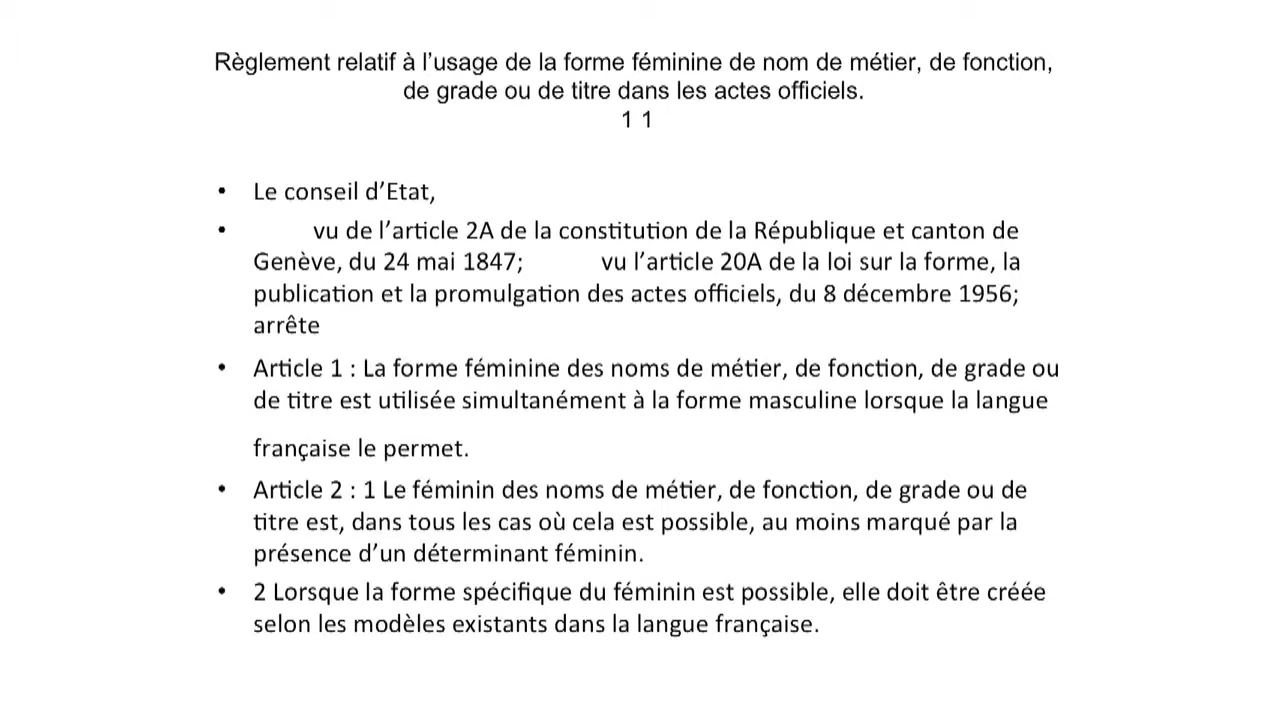 Règlement relatif à l’usage de la forme féminine de nom de métier, de fonction,
de grade ou de titre dans les actes officiels.
1 1
• Le conseil d’Etat,
• vu de l’article 2A de la constitution de la République et canton de
Genève, du 24 mai 1847; vu l’article 20A de la loi sur la forme, la
publication et la promulgation des actes officiels, du 8 décembre 1956;
arrête
• Article 1 : La forme féminine des noms de métier, de fonction, de grade ou
de titre est utilisée simultanément à la forme masculine lorsque la langue
française le permet.
• Article 2 : 1 Le féminin des noms de métier, de fonction, de grade ou de
titre est, dans tous les cas où cela est possible, au moins marqué par la
présence d’un déterminant féminin.
• 2 Lorsque la forme spécifique du féminin est possible, elle doit être créée
selon les modèles existants dans la langue française.